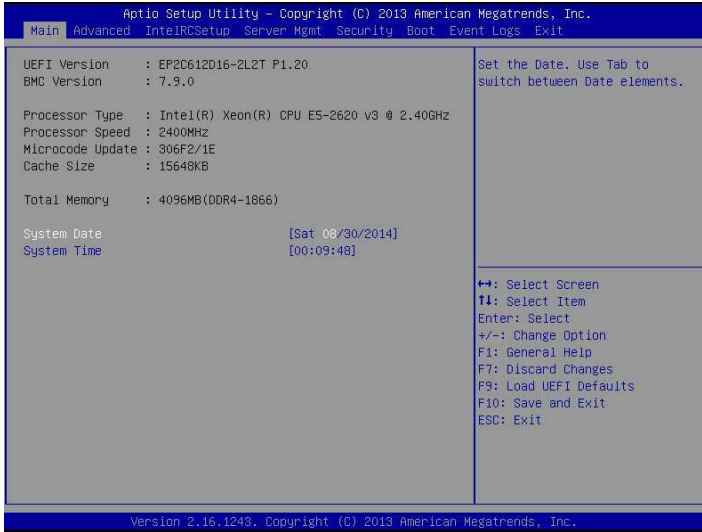 Aptio Setup Utility – Copyright (C) 2013 American Megatrends, Inc.
Main Advanced IntelRCSetup Server Mgmt Security Boot Event Logs Exit
UEFI Version : EP2C612D16-2L2T P1.20
BMC Version : 7.9.0
Processor Type : Intel(R) Xeon(R) CPU E5-2620 v3 @ 2.40GHz
Processor Speed : 2400MHz
Microcode Update : 306F2/1E
Cache Size : 15648KB
Total Memory : 4096MB(DDR4-1866)
System Date [Sat 08/30/2014]
System Time [00:09:48]
Set the Date. Use Tab to
switch between Date elements.
↔: Select Screen
↑↓: Select Item
Enter: Select
+/-: Change Option
F1: General Help
F7: Discard Changes
F9: Load UEFI Defaults
F10: Save and Exit
ESC: Exit
Version 2.16.1243. Copyright (C) 2013 American Megatrends, Inc.